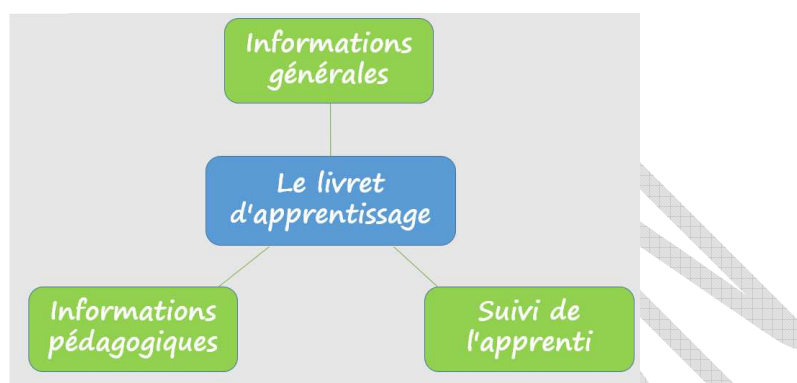 Informations
générales
Le livret
d'apprentissage
Informations
pédagogiques
Suivi de
l'apprenti